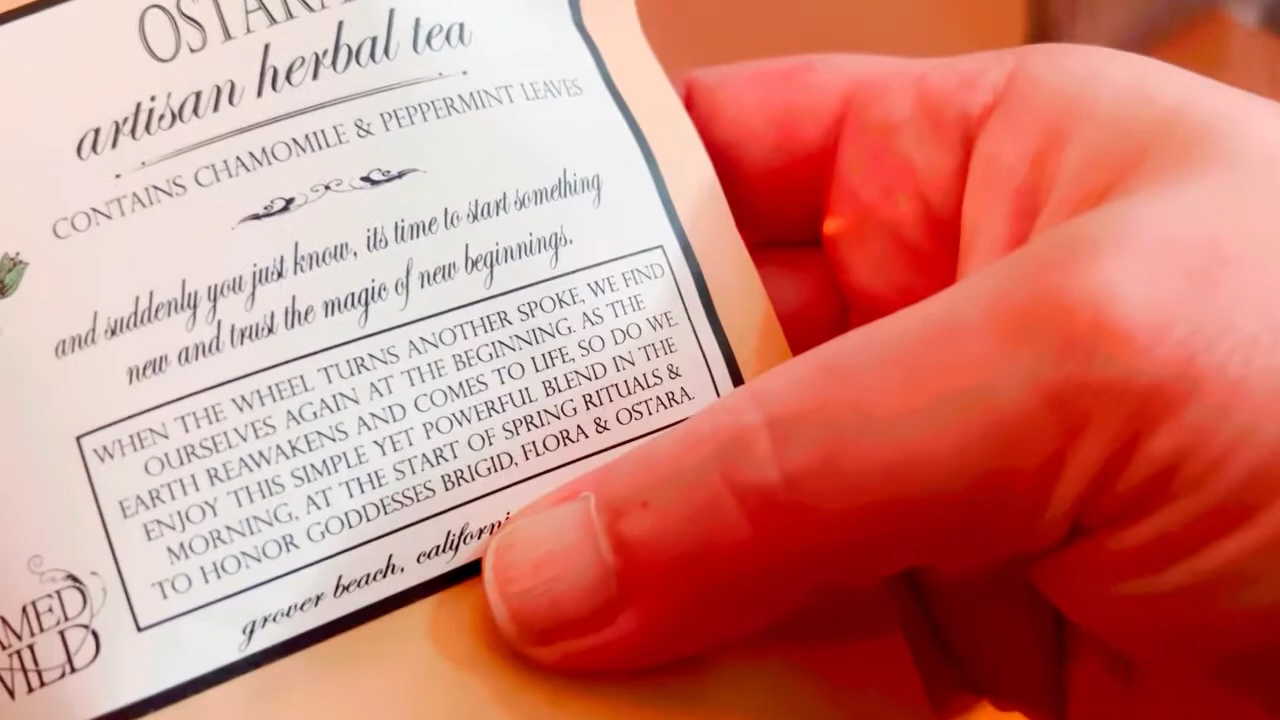 OSTARA
artisan herbal tea
CONTAINS CHAMOMILE & PEPPERMINT LEAVES
and suddenly you just know, its time to start something
new and trust the magic of new beginnings.
WHEN THE WHEEL TURNS ANOTHER SPOKE, WE FIND
OURSELVES AGAIN AT THE BEGINNING. AS THE
EARTH REAWAKENS AND COMES TO LIFE, SO DO WE
ENJOY THIS SIMPLE YET POWERFUL BLEND IN THE
MORNING, AT THE START OF SPRING RITUALS &
TO HONOR GODDESSES BRIGID, FLORA & OSTARA.
grover beach, californi
AMED
WILD